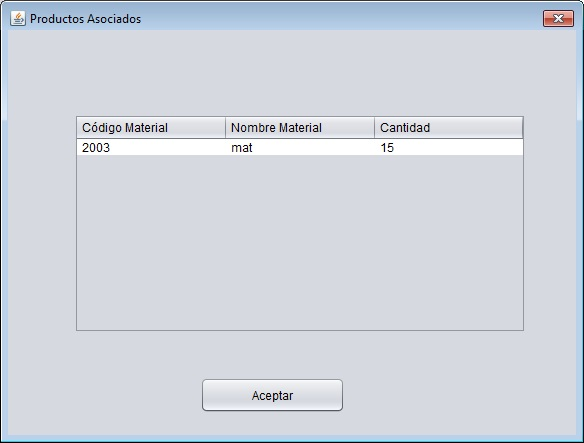 Productos Asociados
Código Material Nombre Material Cantidad
2003 mat 15
Aceptar